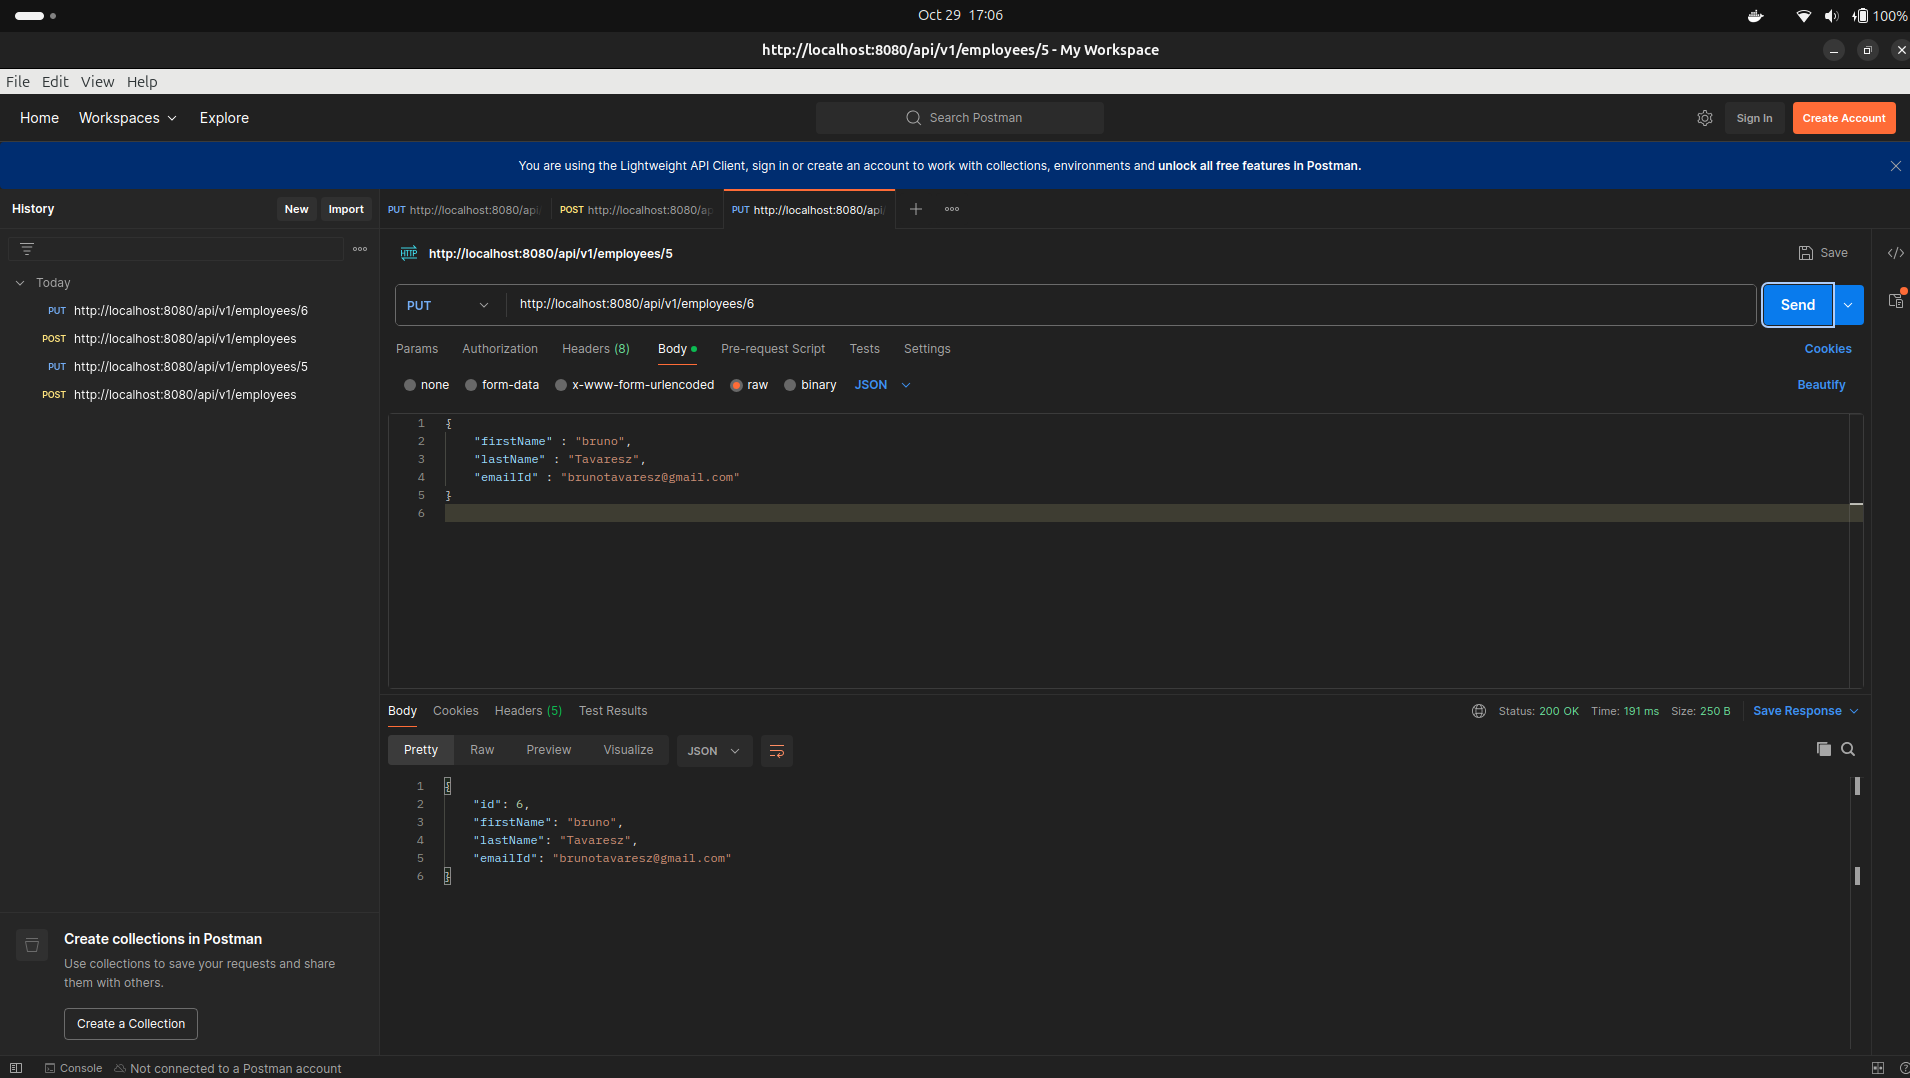 Oct 29 17:06
100%
http://localhost:8080/api/v1/employees/5 - My Workspace
File Edit View Help
Home Workspaces Explore
Search Postman
Sign In Create Account
You are using the Lightweight API Client, sign in or create an account to work with collections, environments and unlock all free features in Postman.
History
New Import
PUT http://localhost:8080/api/
POST http://localhost:8080/ap
PUT http://localhost:8080/api/
Today
PUT http://localhost:8080/api/v1/employees/6
POST http://localhost:8080/api/v1/employees
PUT http://localhost:8080/api/v1/employees/5
POST http://localhost:8080/api/v1/employees
HTTP http://localhost:8080/api/v1/employees/5
Save
PUT http://localhost:8080/api/v1/employees/6
Send
Params Authorization Headers (8) Body Pre-request Script Tests Settings
Cookies
none form-data x-www-form-urlencoded raw binary JSON
Beautify
1 {
2 "firstName" : "bruno",
3 "lastName" : "Tavaresz",
4 "emailId" : "brunotavaresz@gmail.com"
5 }
6
Body Cookies Headers (5) Test Results
Status: 200 OK Time: 191 ms Size: 250 B
Save Response
Pretty Raw Preview Visualize JSON
1 {
2 "id": 6,
3 "firstName": "bruno",
4 "lastName": "Tavaresz",
5 "emailId": "brunotavaresz@gmail.com"
6 }
Create collections in Postman
Use collections to save your requests and share
them with others.
Create a Collection
Console Not connected to a Postman account